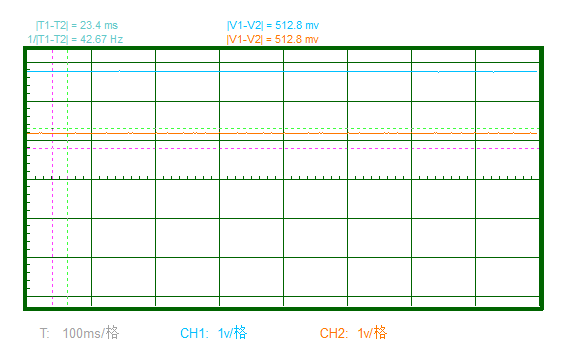 |T1-T2| = 23.4 ms |V1-V2| = 512.8 mv
1/|T1-T2| = 42.67 Hz |V1-V2| = 512.8 mv
T: 100ms/格 CH1: 1v/格 CH2: 1v/格